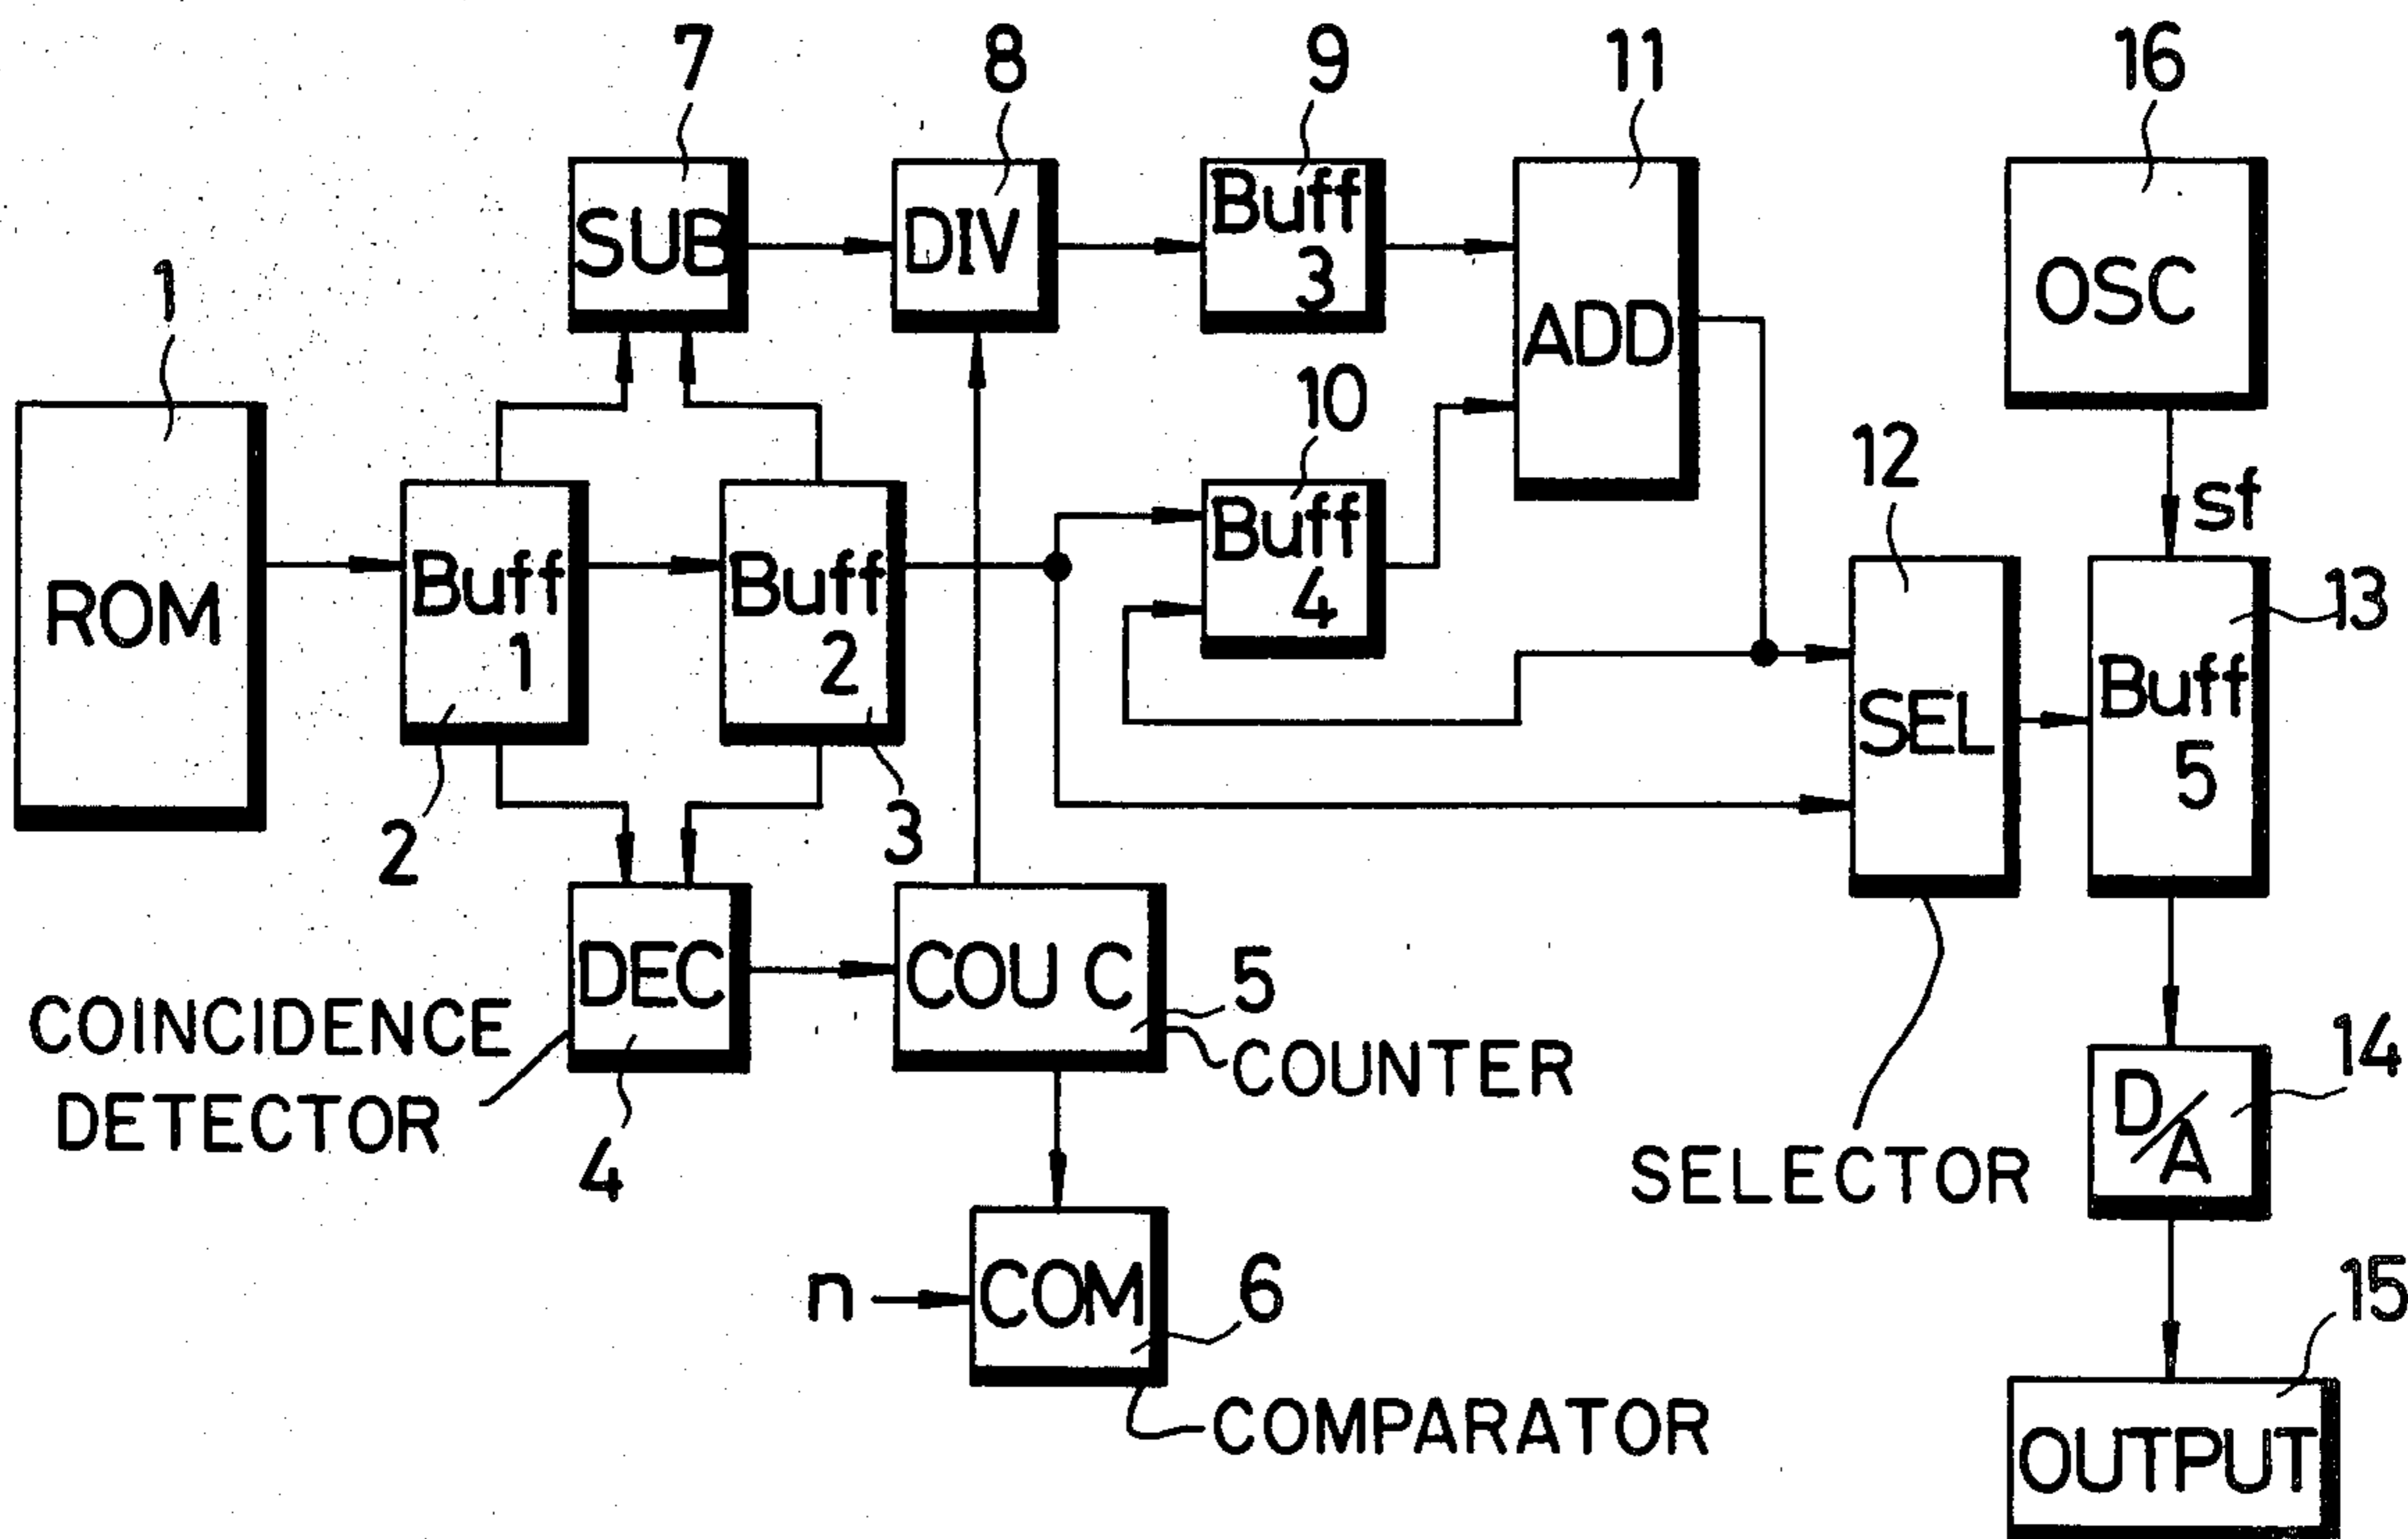 7
8
9
11
16
SUB
DIV
Buff
3
ADD
OSC
1
ROM
10
12
sf
Buff
1
Buff
2
Buff
4
SEL
13
Buff
5
2
3
DEC
COU C
5
COINCIDENCE
DETECTOR
COUNTER
4
SELECTOR
14
D/A
n
COM
6
15
COMPARATOR
OUTPUT